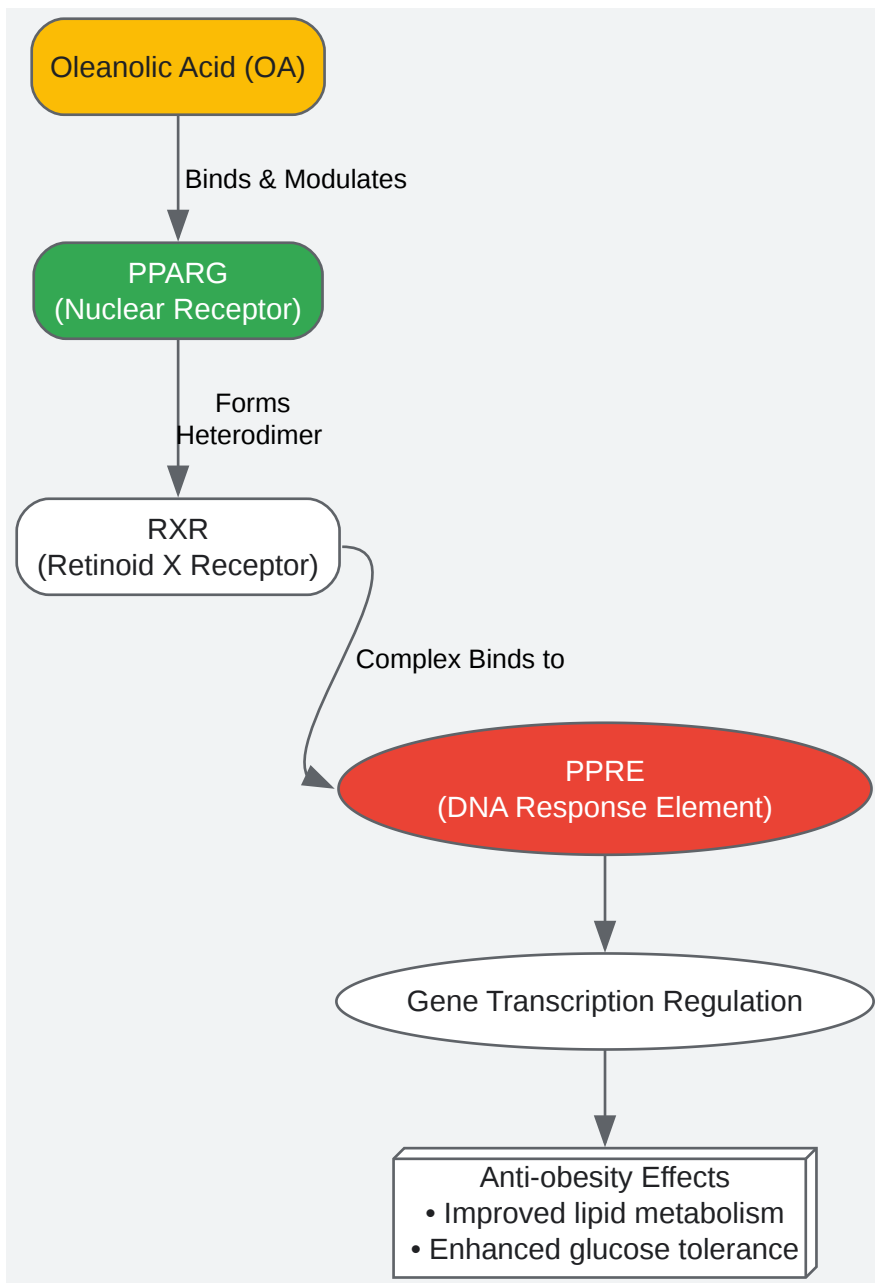 Oleanolic Acid (OA)
Binds & Modulates
PPARG
(Nuclear Receptor)
Forms
Heterodimer
RXR
(Retinoid X Receptor)
Complex Binds to
PPRE
(DNA Response Element)
Gene Transcription Regulation
Anti-obesity Effects
• Improved lipid metabolism
• Enhanced glucose tolerance